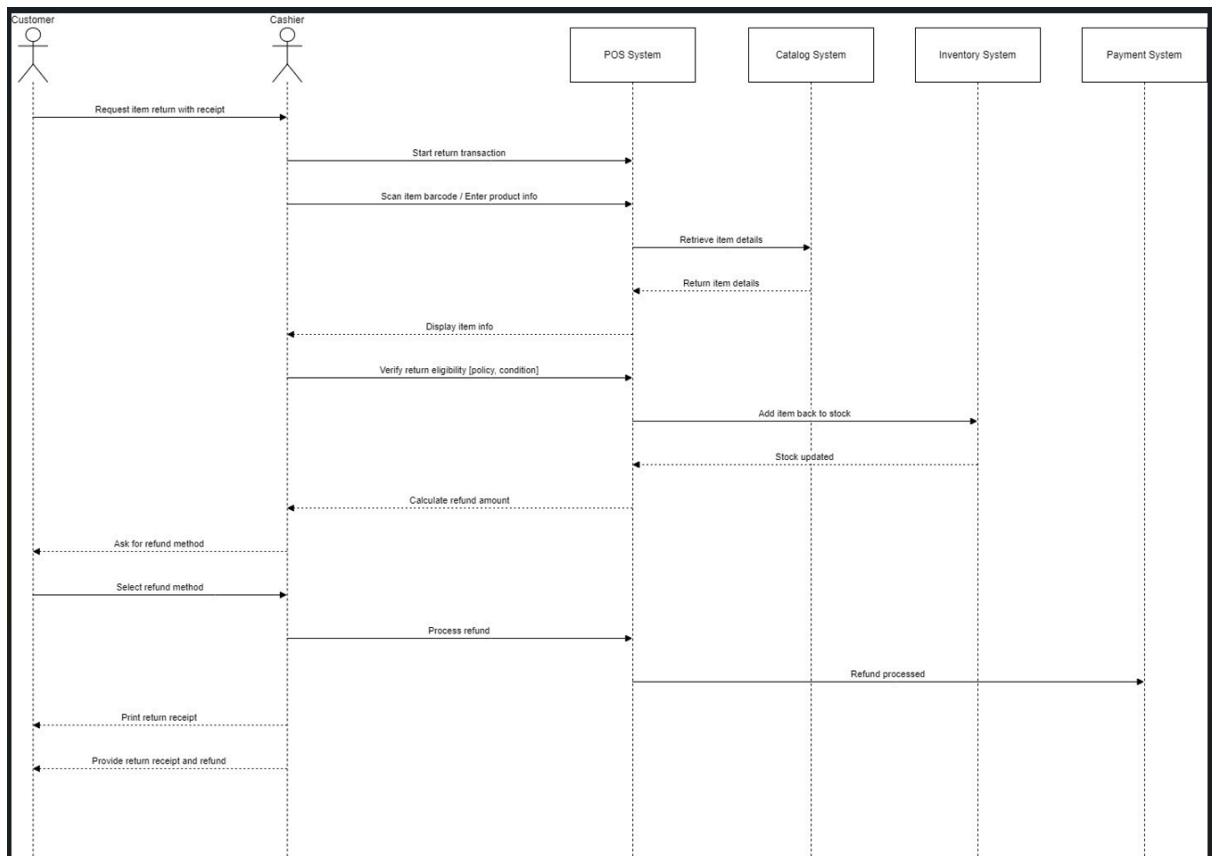 Customer
Cashier
POS System
Catalog System
Inventory System
Payment System
Request item return with receipt
Start return transaction
Scan item barcode / Enter product info
Retrieve item details
Return item details
Display item info
Verify return eligibility [policy, condition]
Add item back to stock
Stock updated
Calculate refund amount
Ask for refund method
Select refund method
Process refund
Refund processed
Print return receipt
Provide return receipt and refund